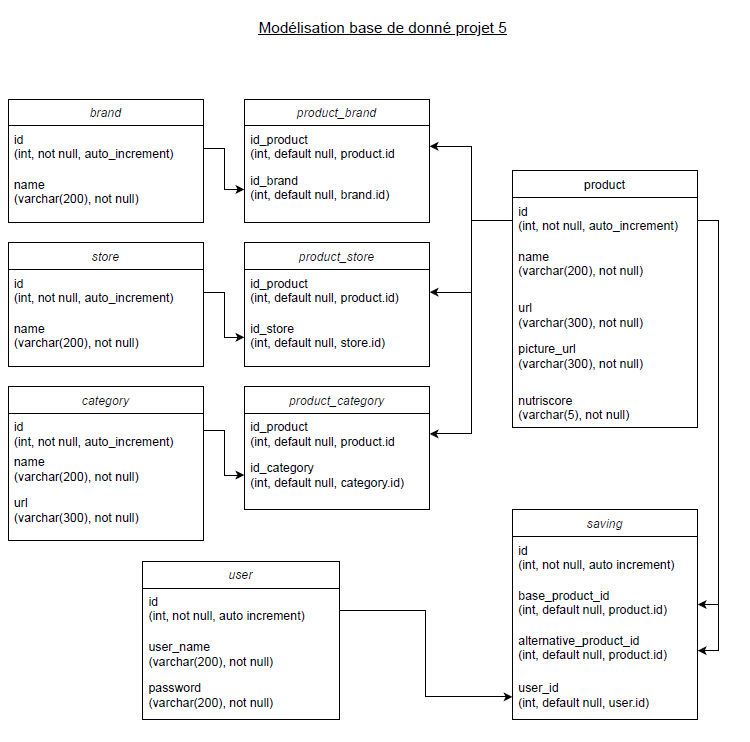 Modélisation base de donné projet 5
brand
id
(int, not null, auto_increment)
name
(varchar(200), not null)
product_brand
id_product
(int, default null, product.id
id_brand
(int, default null, brand.id)
product
id
(int, not null, auto_increment)
name
(varchar(200), not null)
url
(varchar(300), not null)
picture_url
(varchar(300), not null)
nutriscore
(varchar(5), not null)
store
id
(int, not null, auto_increment)
name
(varchar(200), not null)
product_store
id_product
(int, default null, product.id)
id_store
(int, default null, store.id)
category
id
(int, not null, auto_increment)
name
(varchar(200), not null)
url
(varchar(300), not null)
product_category
id_product
(int, default null, product.id
id_category
(int, default null, category.id)
saving
id
(int, not null, auto increment)
base_product_id
(int, default null, product.id)
alternative_product_id
(int, default null, product.id)
user_id
(int, default null, user.id)
user
id
(int, not null, auto increment)
user_name
(varchar(200), not null)
password
(varchar(200), not null)